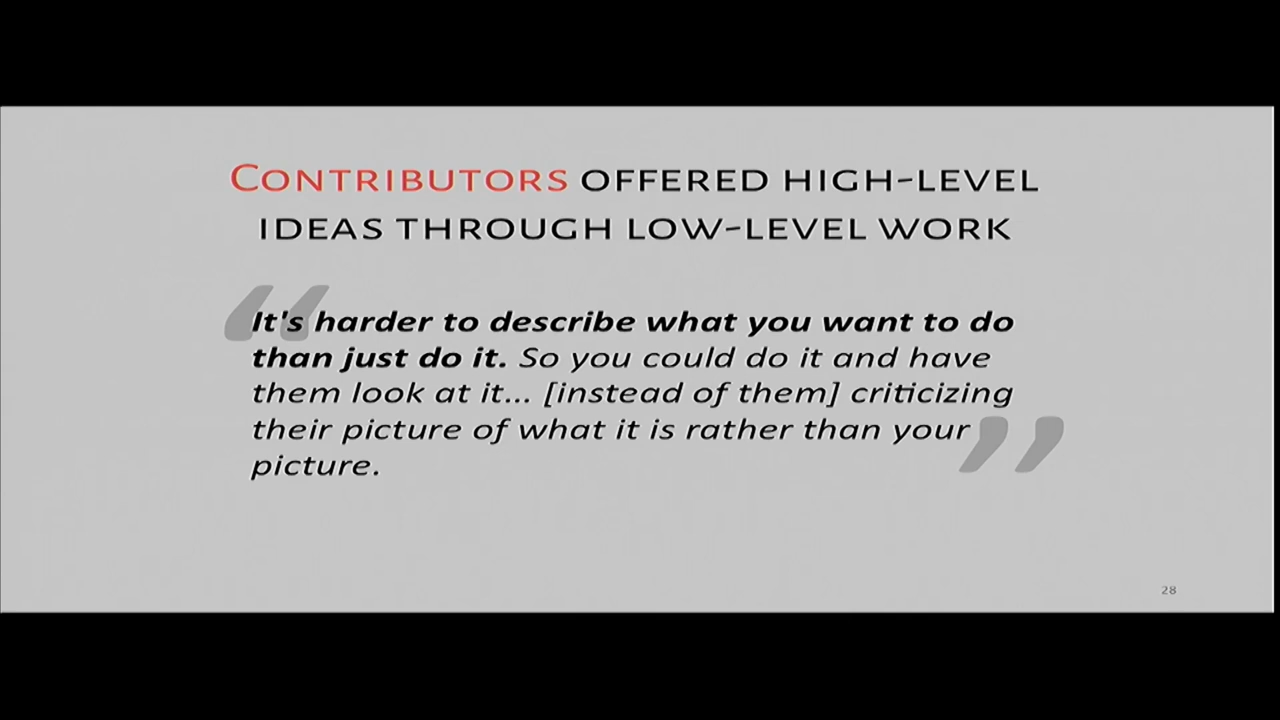 CONTRIBUTORS OFFERED HIGH-LEVEL
IDEAS THROUGH LOW-LEVEL WORK
“It's harder to describe what you want to do
than just do it. So you could do it and have
them look at it... [instead of them] criticizing
their picture of what it is rather than your
picture.”
28